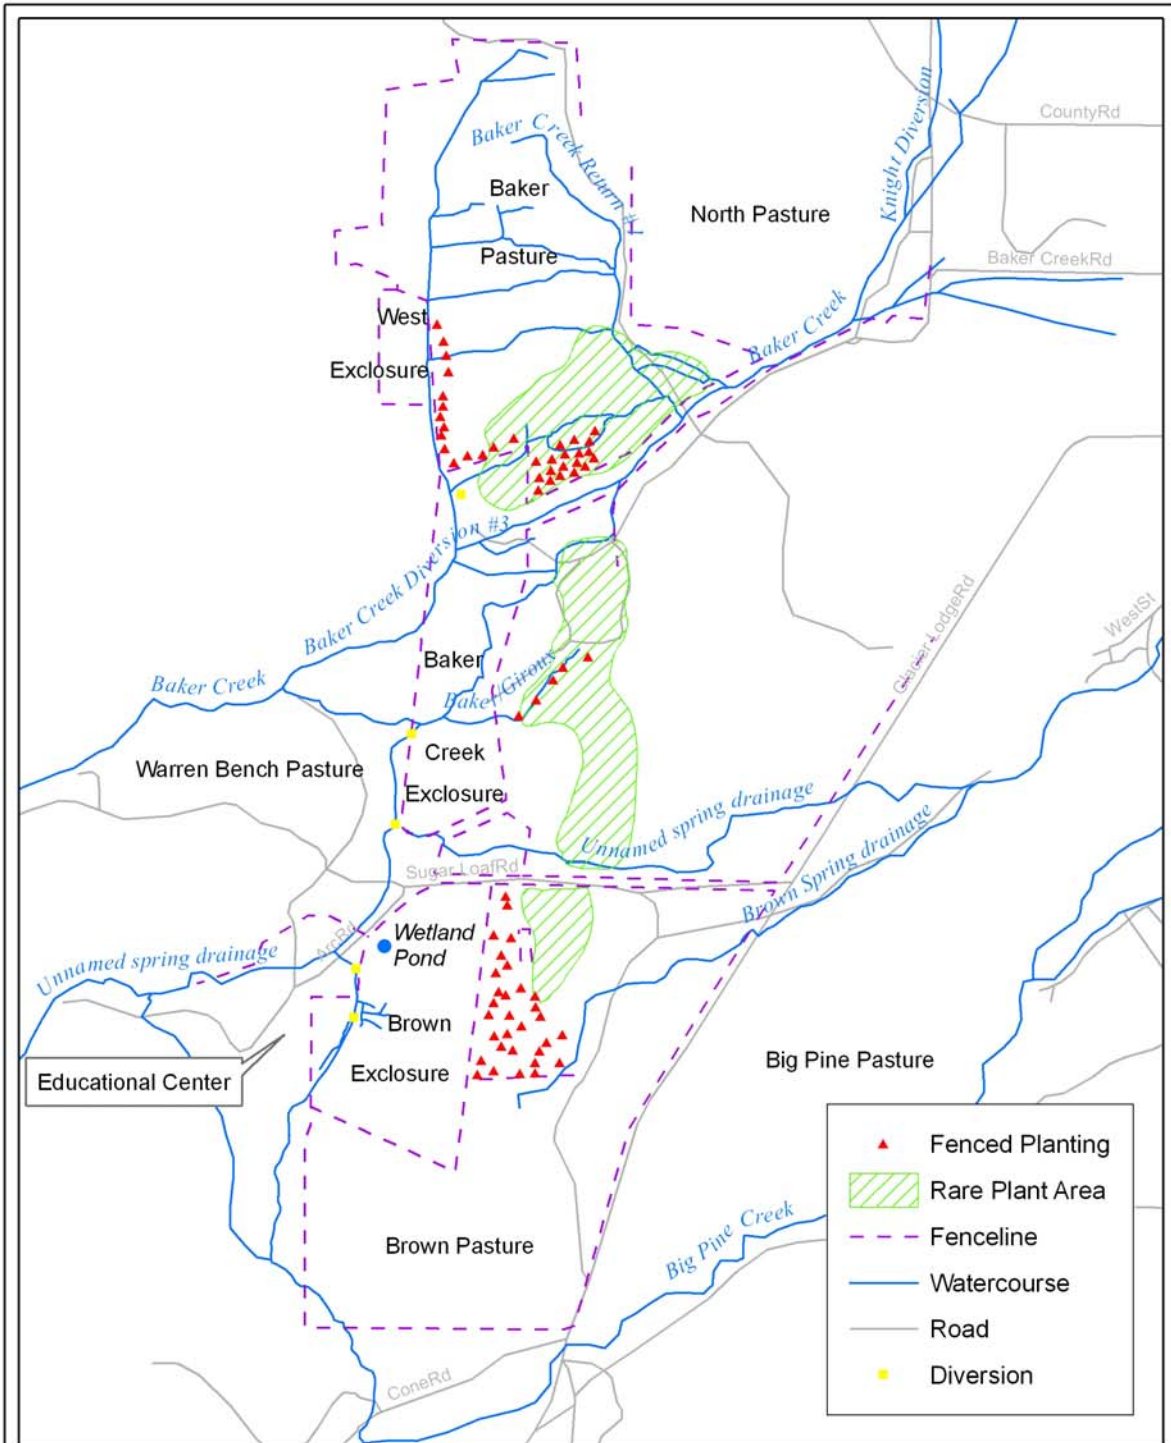 CountyRd
Knight Diversion
Baker Creek Return #1
Baker
North Pasture
Pasture
Baker CreekRd
West
Baker Creek
Exclosure
Baker Creek Diversion #3
Glacier LodgeRd
WestSt
Baker
Baker/Giroux
Baker Creek
Creek
Warren Bench Pasture
Exclosure
Unnamed spring drainage
Sugar LoafRd
Brown Spring drainage
Wetland
Pond
ArcRd
Unnamed spring drainage
Brown
Educational Center
Exclosure
Big Pine Pasture
Brown Pasture
Big Pine Creek
ConeRd
Fenced Planting
Rare Plant Area
Fenceline
Watercourse
Road
Diversion